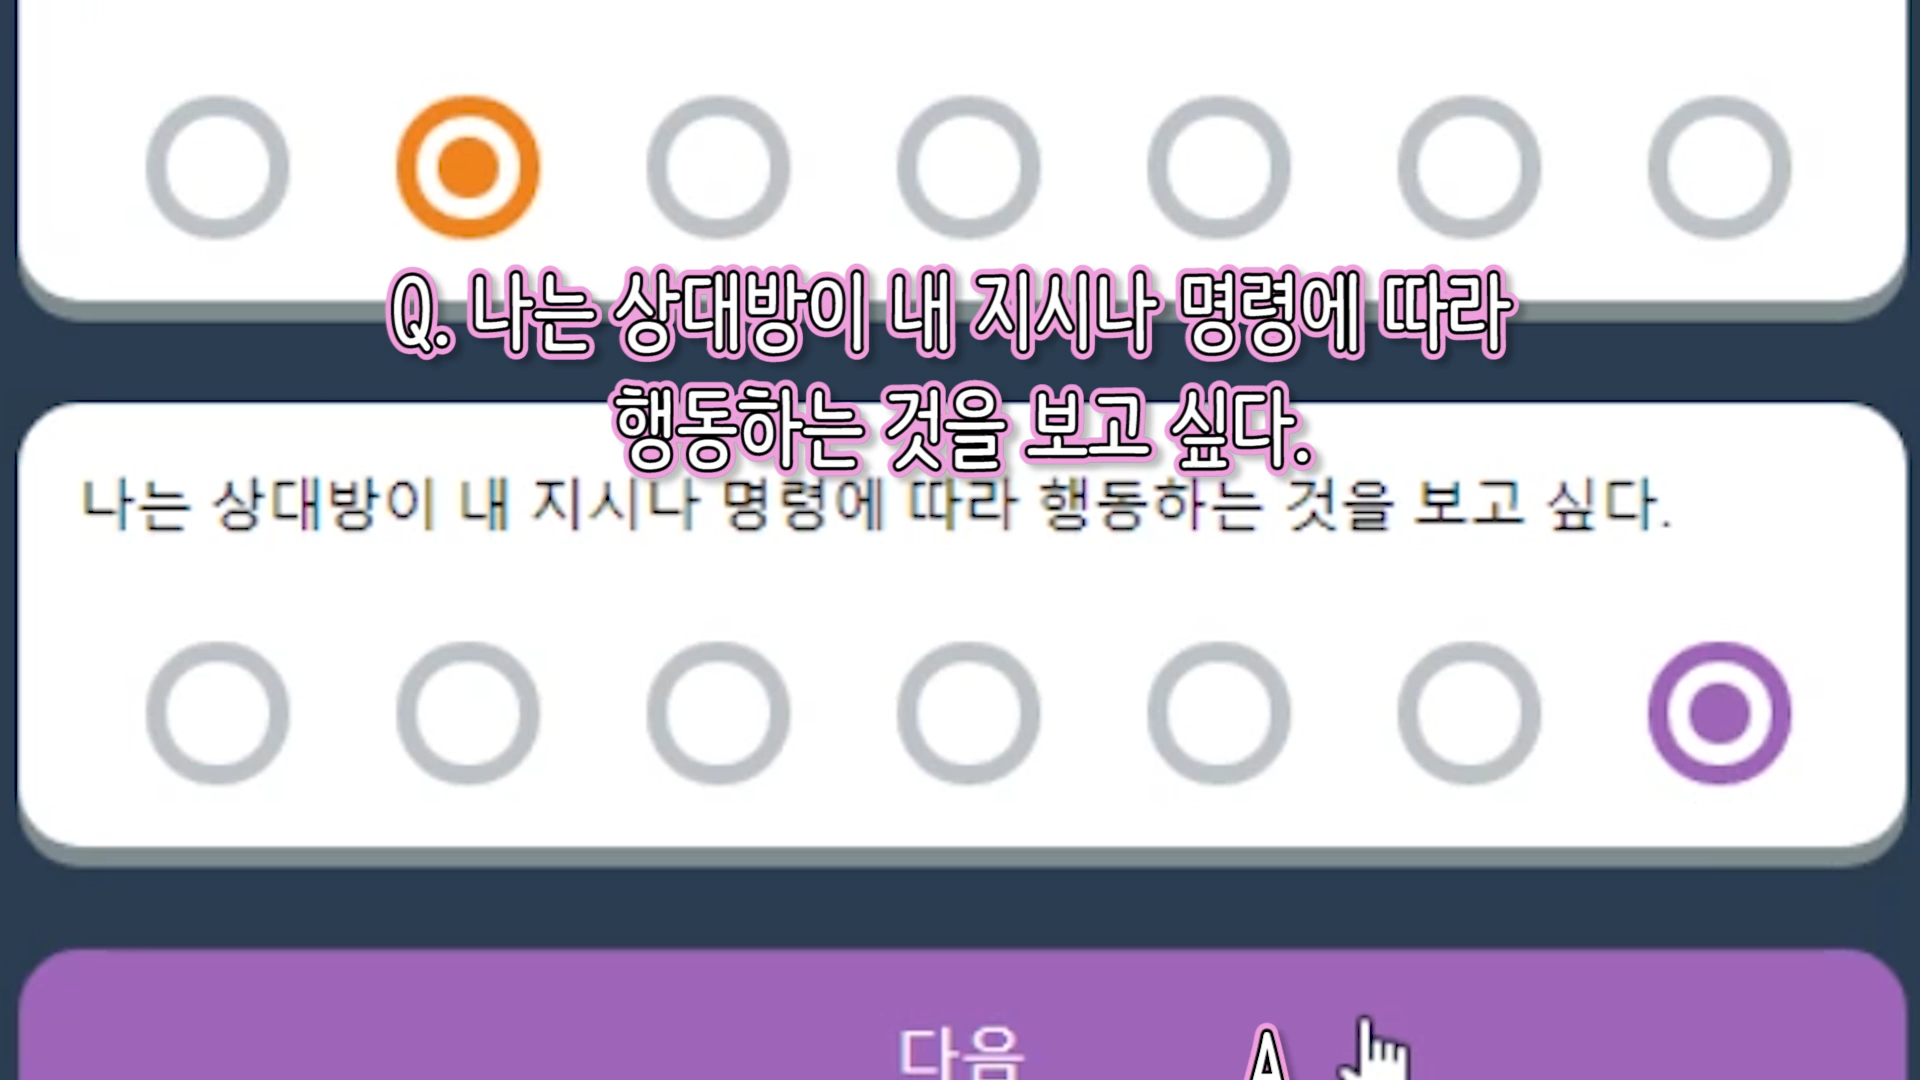 Q. 나는 상대방이 내 지시나 명령에 따라
행동하는 것을 보고 싶다.
나는 상대방이 내 지시나 명령에 따라 행동하는 것을 보고 싶다.
다음
A